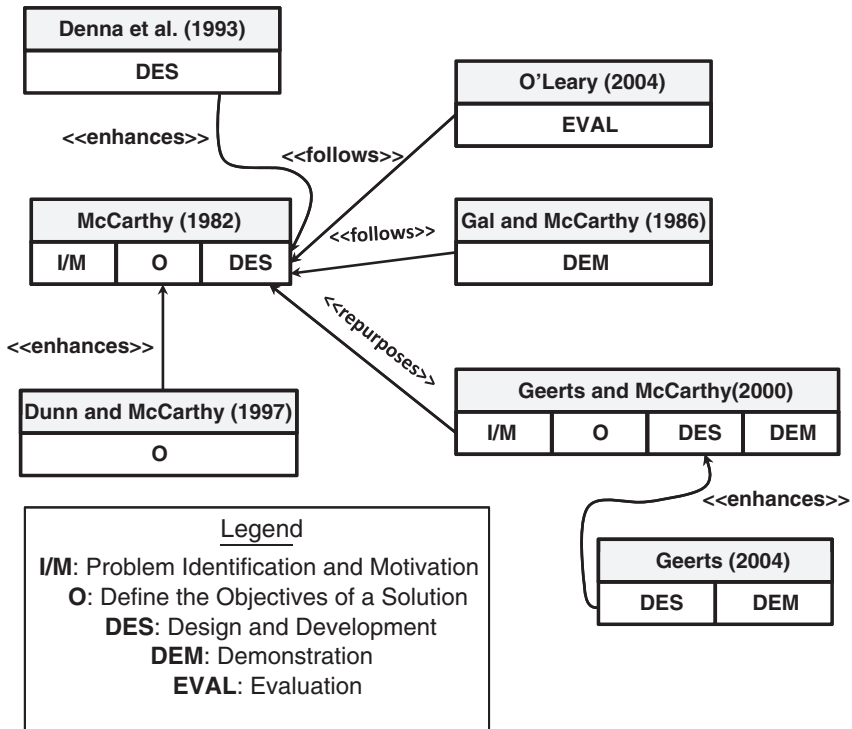 Denna et al. (1993)
DES
O'Leary (2004)
EVAL
<<enhances>>
<<follows>>
McCarthy (1982)
I/M O DES
Gal and McCarthy (1986)
DEM
<<follows>>
<<repurposes>>
<<enhances>>
Dunn and McCarthy (1997)
O
Geerts and McCarthy(2000)
I/M O DES DEM
<<enhances>>
Geerts (2004)
DES DEM
Legend
I/M: Problem Identification and Motivation
O: Define the Objectives of a Solution
DES: Design and Development
DEM: Demonstration
EVAL: Evaluation